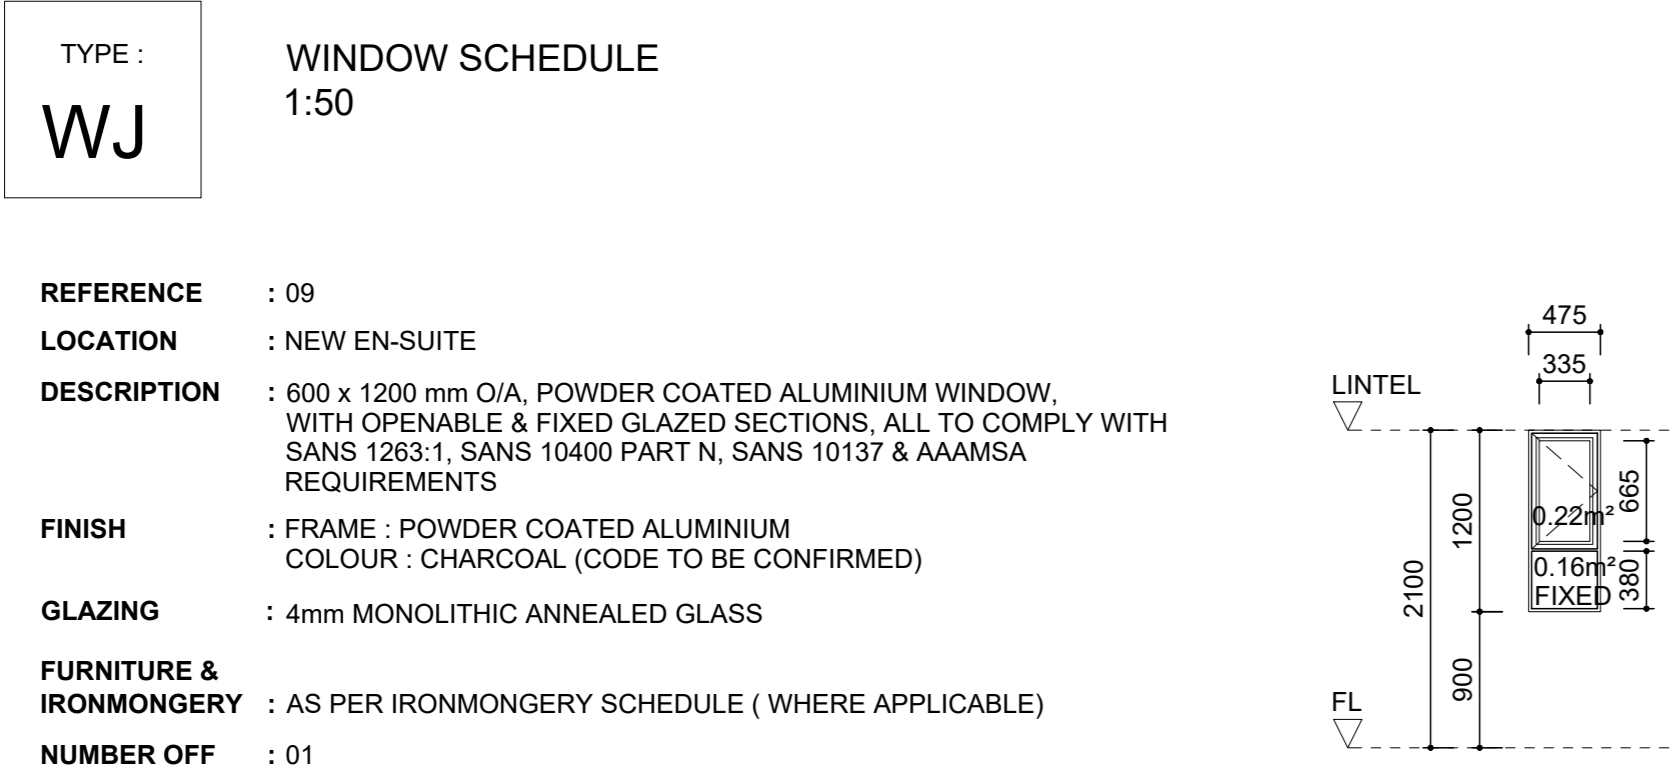 TYPE :
WJ
WINDOW SCHEDULE
1:50
REFERENCE : 09
LOCATION : NEW EN-SUITE
DESCRIPTION : 600 x 1200 mm O/A, POWDER COATED ALUMINIUM WINDOW,
WITH OPENABLE & FIXED GLAZED SECTIONS, ALL TO COMPLY WITH
SANS 1263:1, SANS 10400 PART N, SANS 10137 & AAAMSA
REQUIREMENTS
FINISH : FRAME : POWDER COATED ALUMINIUM
COLOUR : CHARCOAL (CODE TO BE CONFIRMED)
GLAZING : 4mm MONOLITHIC ANNEALED GLASS
FURNITURE &
IRONMONGERY : AS PER IRONMONGERY SCHEDULE ( WHERE APPLICABLE)
NUMBER OFF : 01
475
335
LINTEL
665
1200
0.22m²
0.16m²
380
FIXED
2100
900
FL